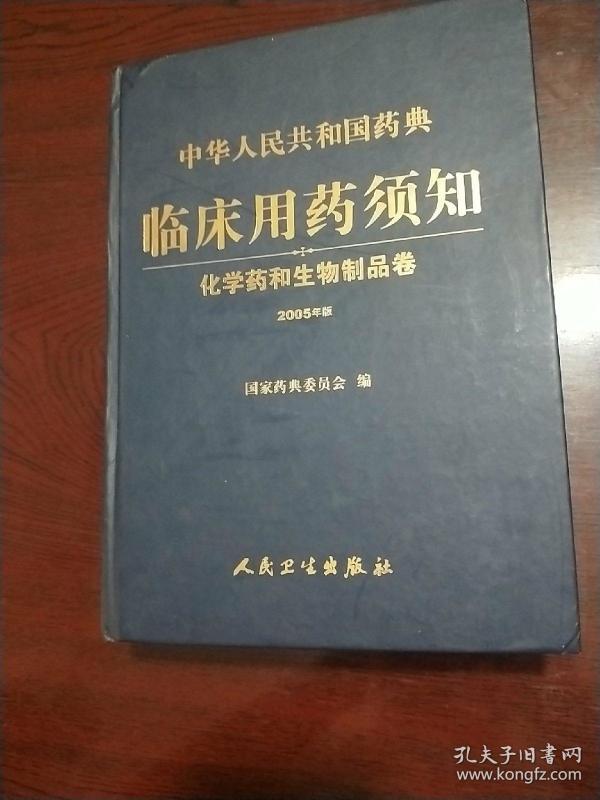 中华人民共和国药典
临床用药须知
化学药和生物制品卷
2005年版
国家药典委员会 编
人民卫生出版社
孔夫子旧书网
www.kongfz.com